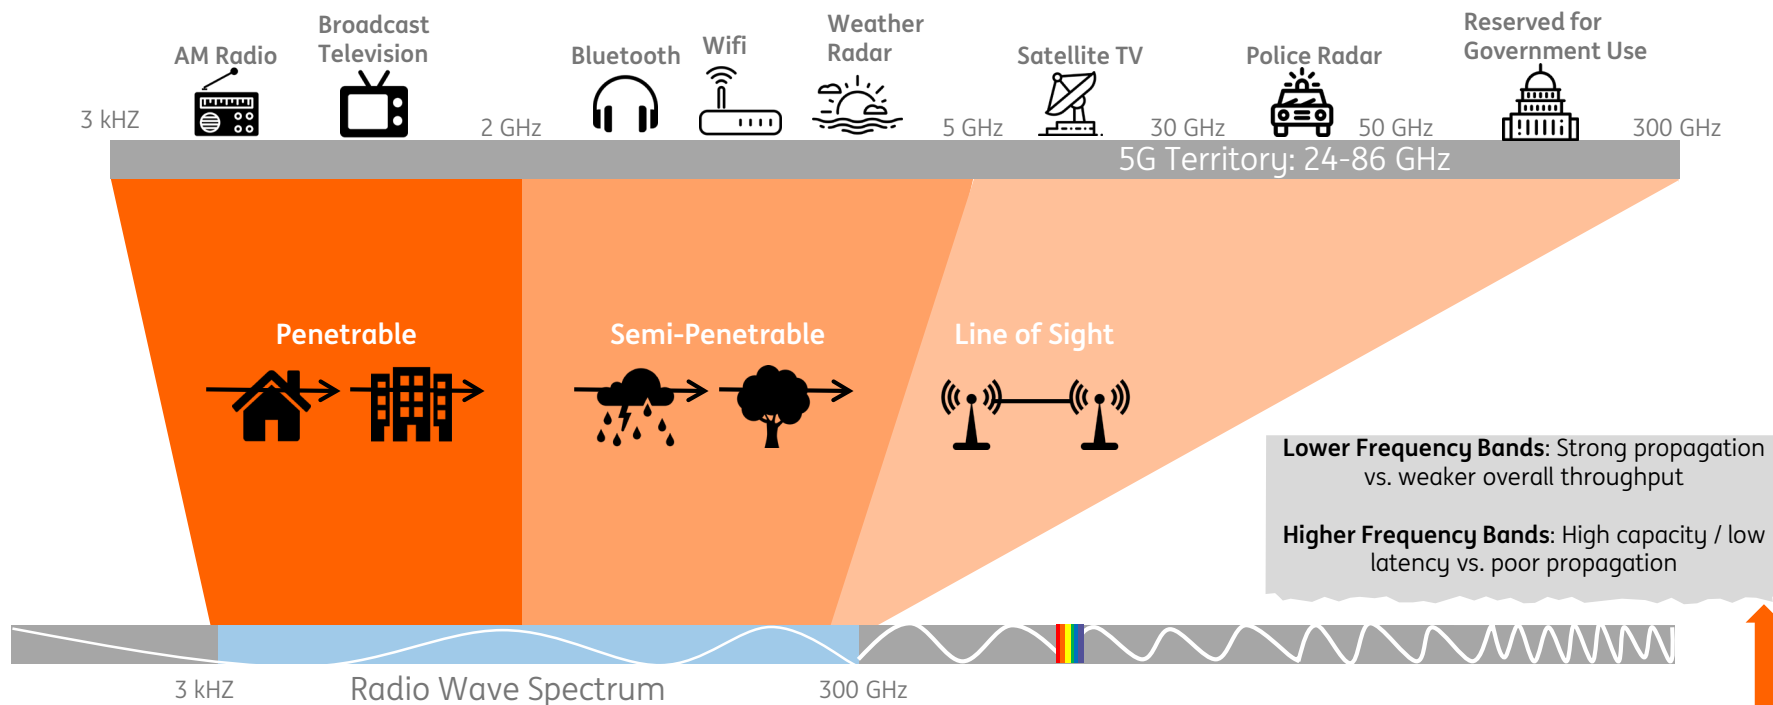 AM Radio
Broadcast
Television
Bluetooth
Wifi
Weather
Radar
Satellite TV
Police Radar
Reserved for
Government Use
3 kHZ
2 GHz
5 GHz
30 GHz
50 GHz
300 GHz
5G Territory: 24-86 GHz
Penetrable
Semi-Penetrable
Line of Sight
Lower Frequency Bands: Strong propagation
vs. weaker overall throughput
Higher Frequency Bands: High capacity / low
latency vs. poor propagation
3 kHZ
Radio Wave Spectrum
300 GHz